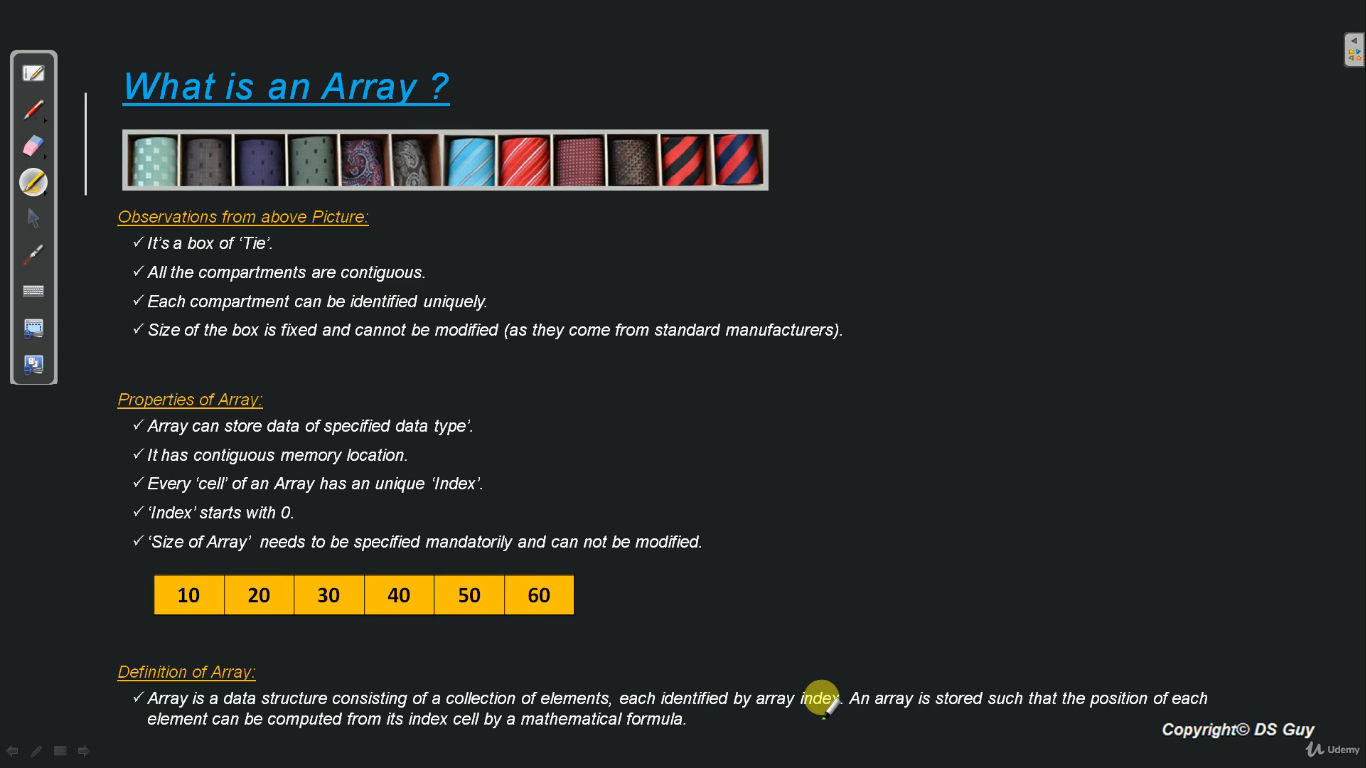 What is an Array ?
Observations from above Picture:
✓ It's a box of 'Tie'.
✓ All the compartments are contiguous.
✓ Each compartment can be identified uniquely.
✓ Size of the box is fixed and cannot be modified (as they come from standard manufacturers).
Properties of Array:
✓ Array can store data of specified data type'.
✓ It has contiguous memory location.
✓ Every 'cell' of an Array has an unique 'Index'.
✓ 'Index' starts with 0.
✓ 'Size of Array' needs to be specified mandatorily and can not be modified.
10 20 30 40 50 60
Definition of Array:
✓ Array is a data structure consisting of a collection of elements, each identified by array index. An array is stored such that the position of each
element can be computed from its index cell by a mathematical formula.
Copyright© DS Guy
Udemy